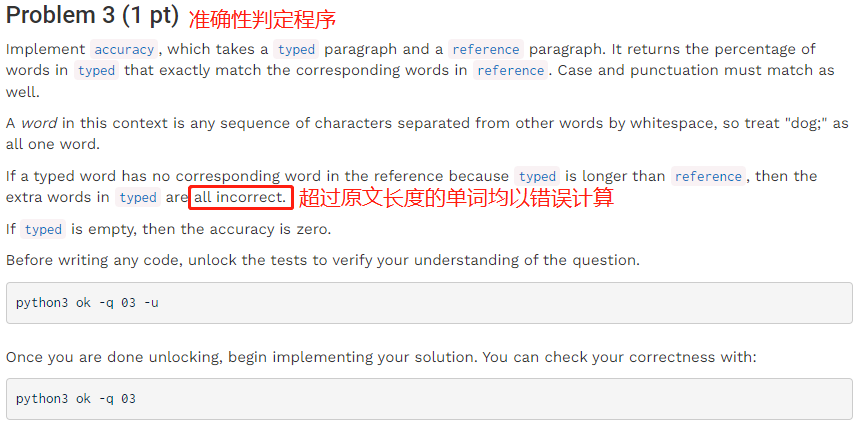 Problem 3 (1 pt) 准确性判定程序
Implement accuracy, which takes a typed paragraph and a reference paragraph. It returns the percentage of
words in typed that exactly match the corresponding words in reference. Case and punctuation must match as
well.
A word in this context is any sequence of characters separated from other words by whitespace, so treat "dog;" as
all one word.
If a typed word has no corresponding word in the reference because typed is longer than reference, then the
extra words in typed are all incorrect. 超过原文长度的单词均以错误计算
If typed is empty, then the accuracy is zero.
Before writing any code, unlock the tests to verify your understanding of the question.
python3 ok -q 03 -u
Once you are done unlocking, begin implementing your solution. You can check your correctness with:
python3 ok -q 03